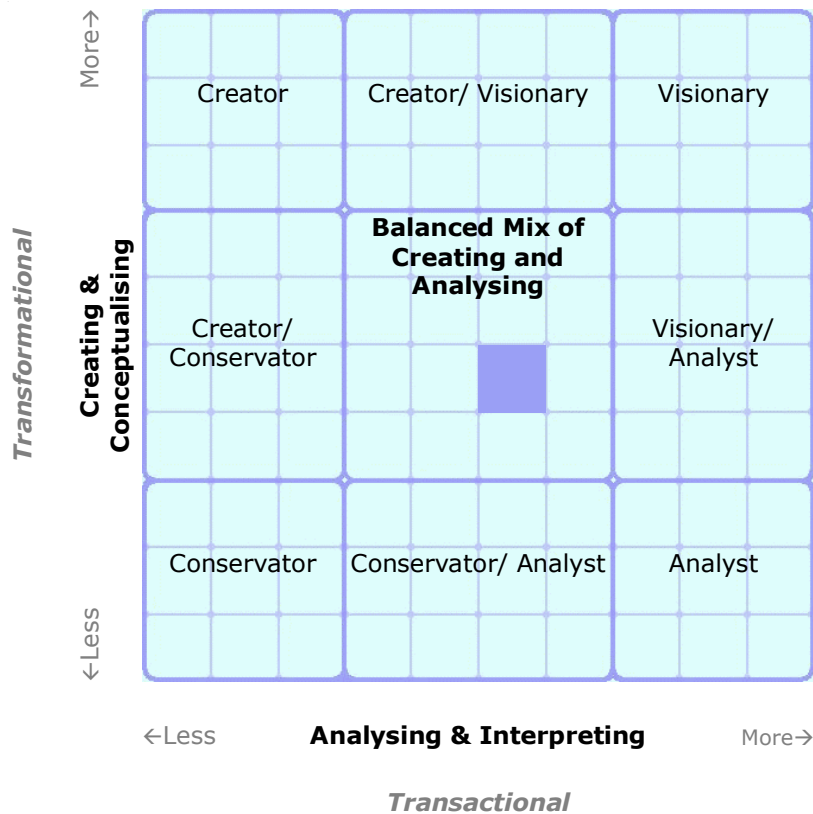 More→
Creator
Creator/ Visionary
Visionary
Transformational
Creating &
Conceptualising
Balanced Mix of
Creating and
Analysing
Creator/
Conservator
Visionary/
Analyst
Conservator
Conservator/ Analyst
Analyst
←Less
←Less
Analysing & Interpreting
More→
Transactional